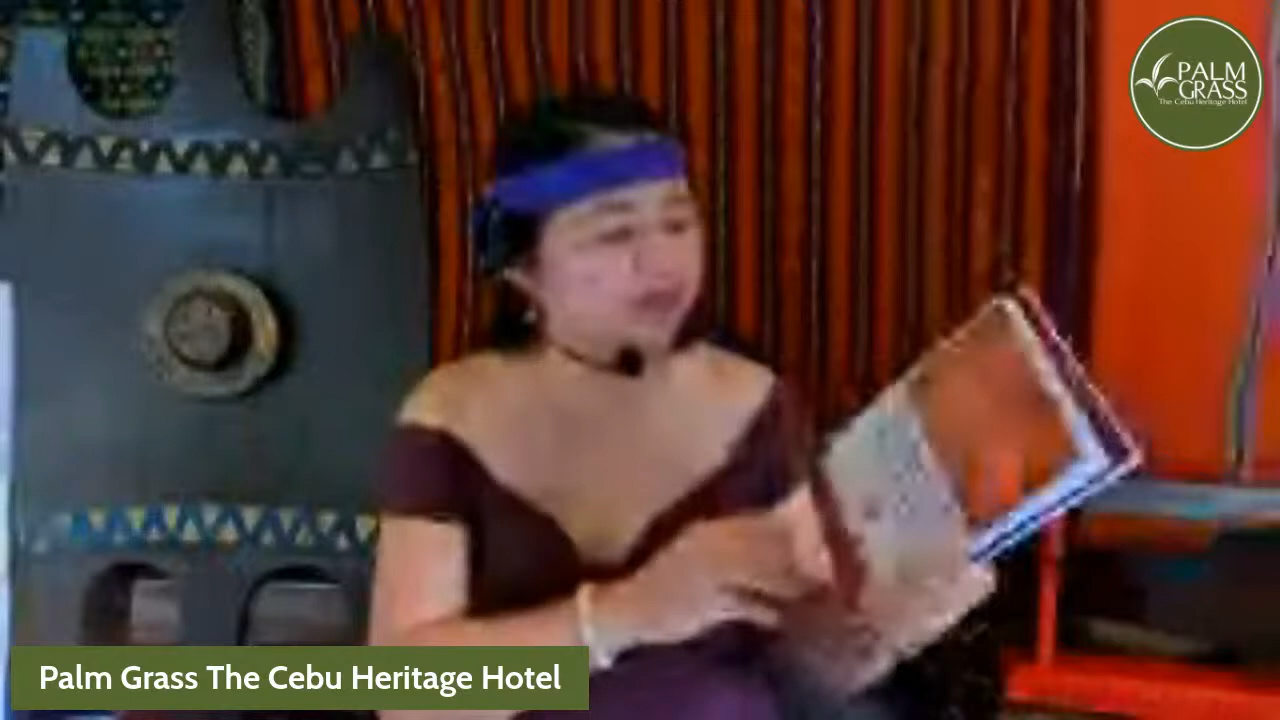 PALM
GRASS
The Cebu Heritage Hotel
Palm Grass The Cebu Heritage Hotel